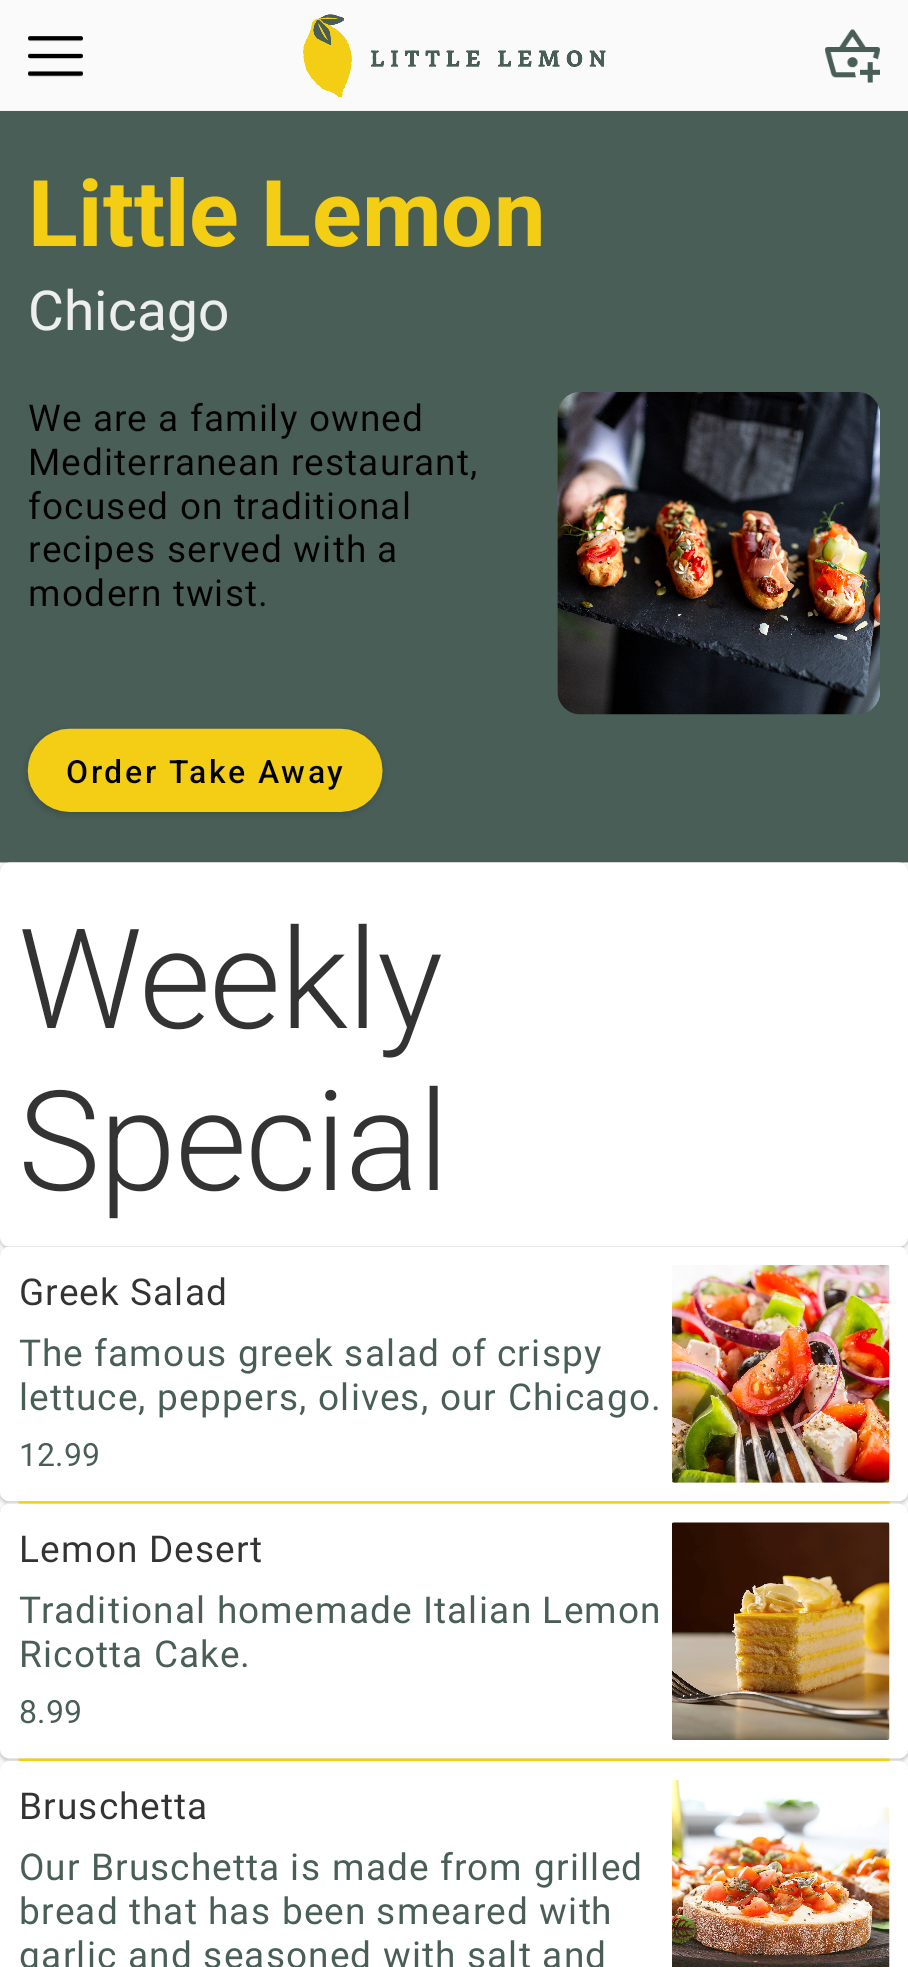 LITTLE LEMON
Little Lemon
Chicago
We are a family owned
Mediterranean restaurant,
focused on traditional
recipes served with a
modern twist.
Order Take Away
Weekly
Special
Greek Salad
The famous greek salad of crispy
lettuce, peppers, olives, our Chicago.
12.99
Lemon Desert
Traditional homemade Italian Lemon
Ricotta Cake.
8.99
Bruschetta
Our Bruschetta is made from grilled
bread that has been smeared with
garlic and seasoned with salt and